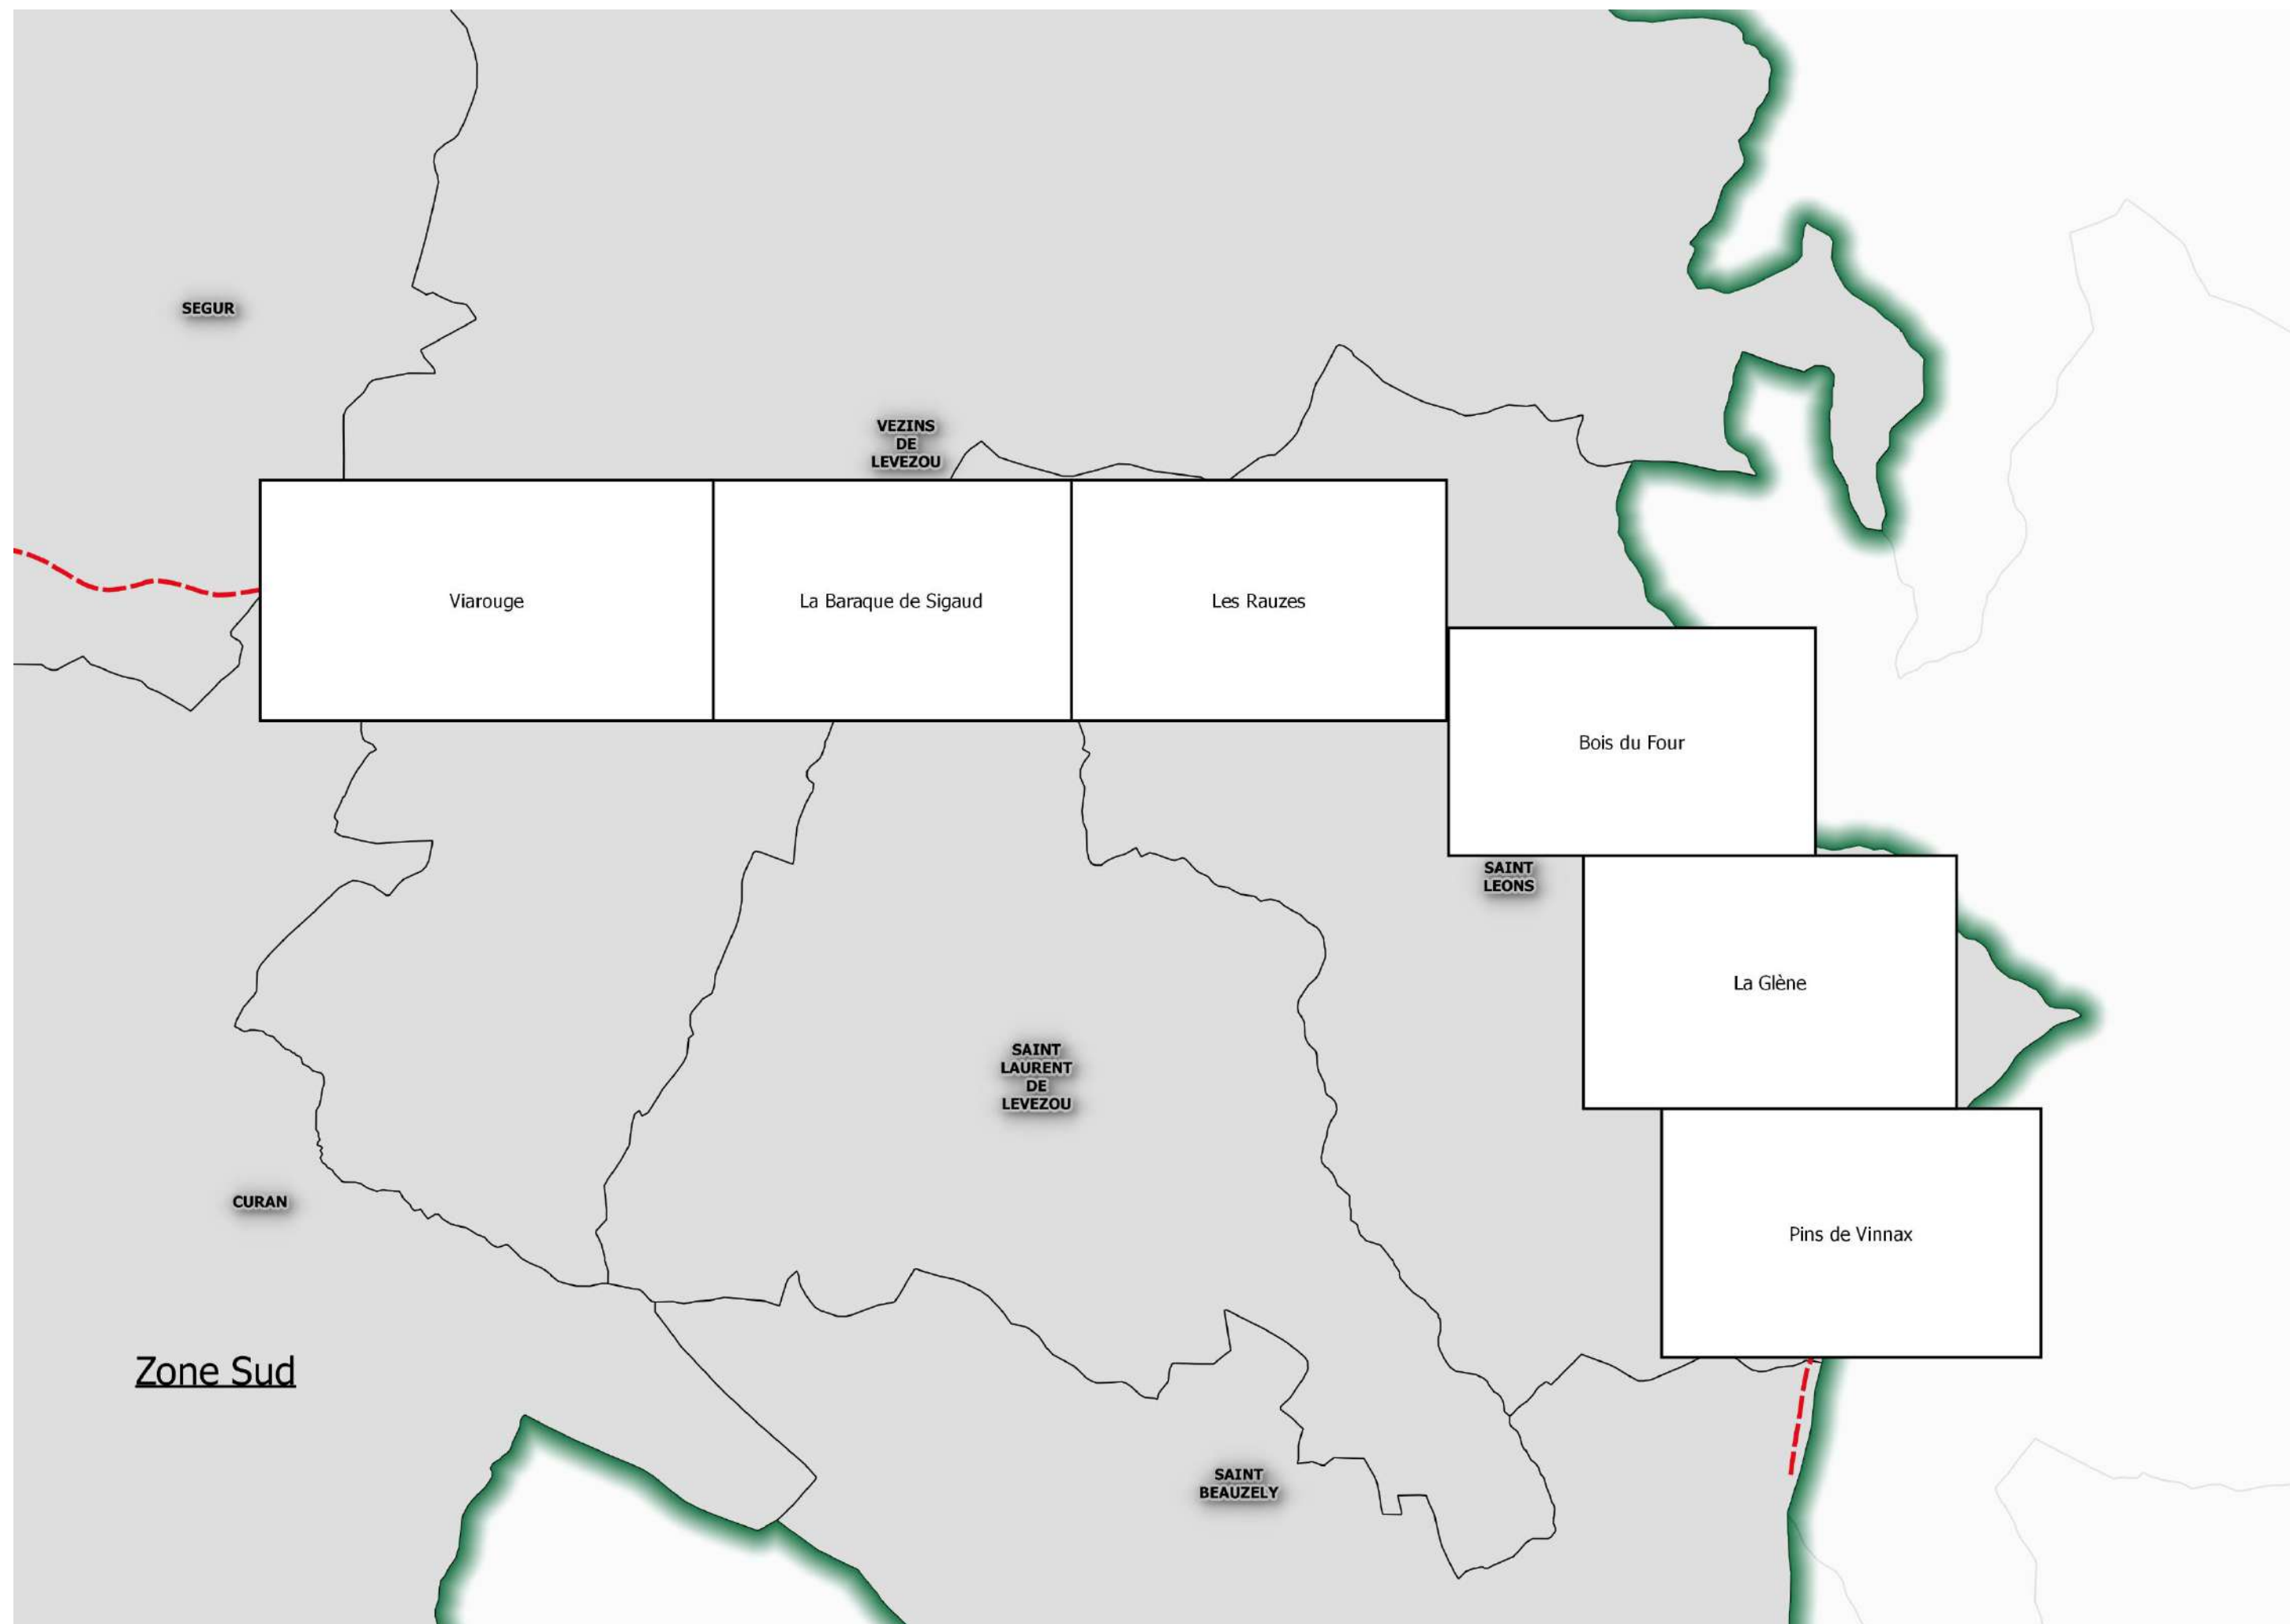 SEGUR
VEZINS
DE
LEVEZOU
Viarouge
La Baraque de Sigaud
Les Rauzes
Bois du Four
SAINT
LEONS
La Glène
SAINT
LAURENT
DE
LEVEZOU
CURAN
Pins de Vinnax
Zone Sud
SAINT
BEAUZELY